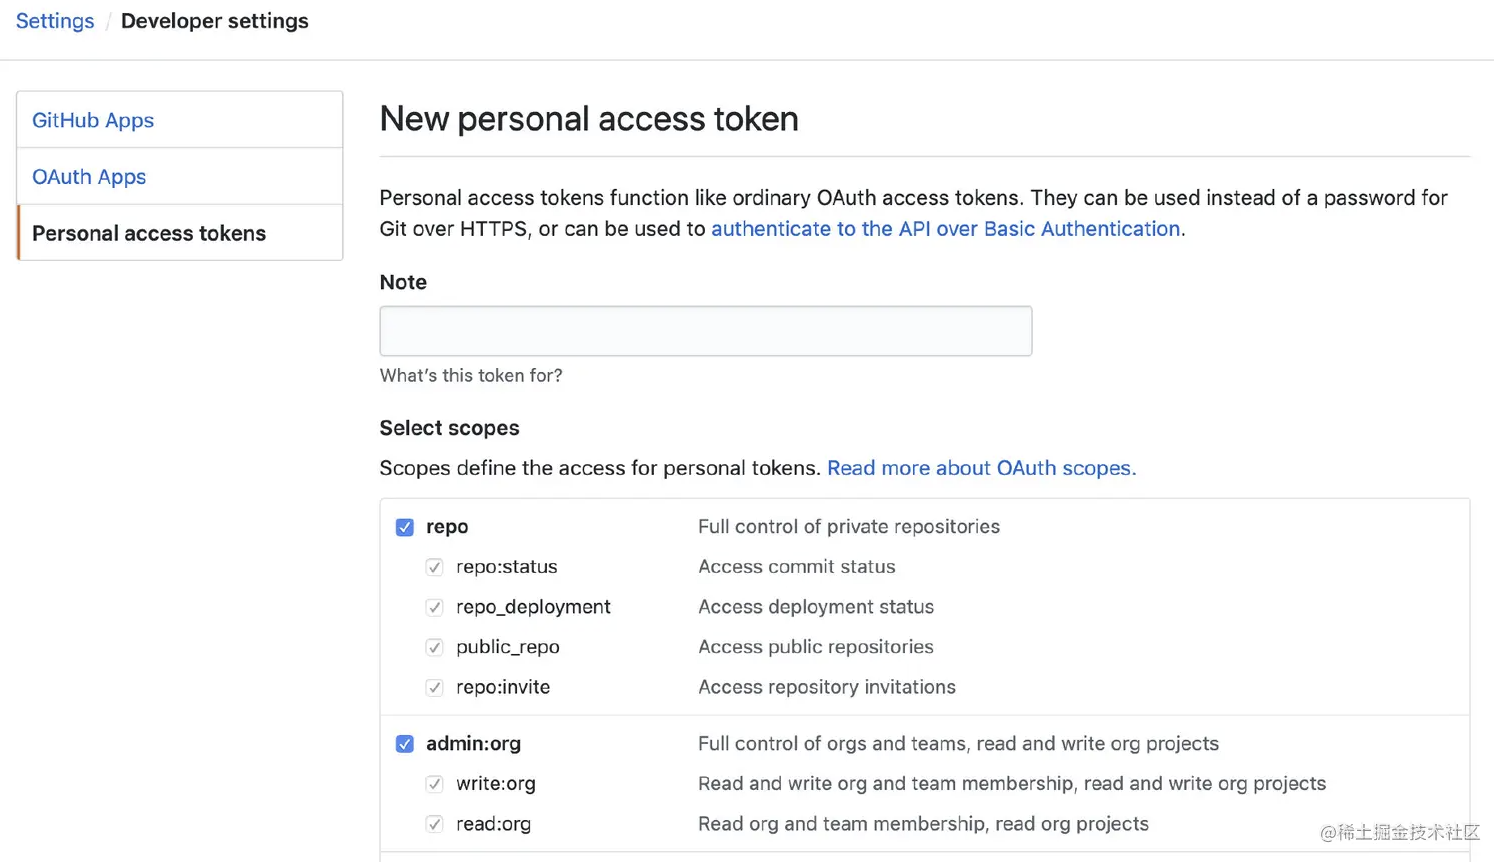 Settings / Developer settings
GitHub Apps
OAuth Apps
Personal access tokens
New personal access token
Personal access tokens function like ordinary OAuth access tokens. They can be used instead of a password for
Git over HTTPS, or can be used to authenticate to the API over Basic Authentication.
Note
What's this token for?
Select scopes
Scopes define the access for personal tokens. Read more about OAuth scopes.
repo Full control of private repositories
repo:status Access commit status
repo_deployment Access deployment status
public_repo Access public repositories
repo:invite Access repository invitations
admin:org Full control of orgs and teams, read and write org projects
write:org Read and write org and team membership, read and write org projects
read:org Read org and team membership, read org projects
@稀土掘金技术社区